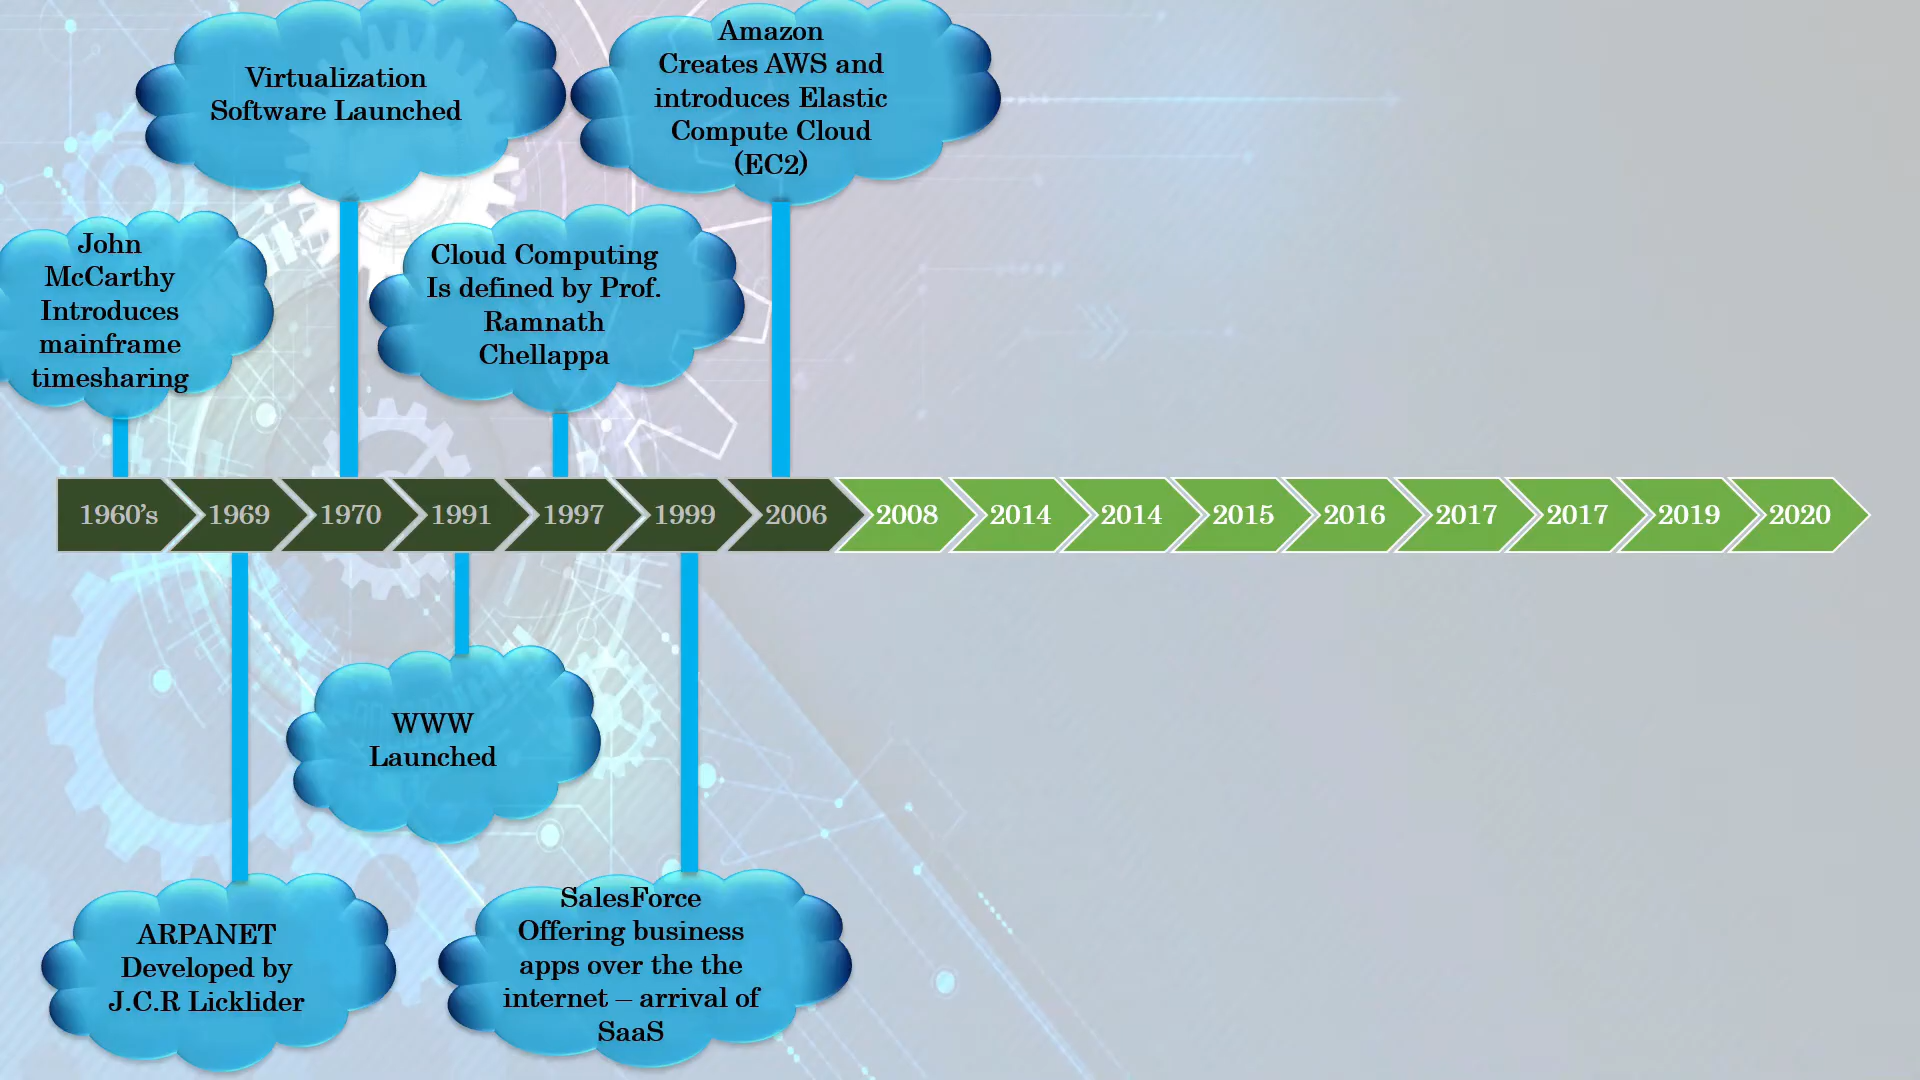 Virtualization
Software Launched
Amazon
Creates AWS and
introduces Elastic
Compute Cloud
(EC2)
John
McCarthy
Introduces
mainframe
timesharing
Cloud Computing
Is defined by Prof.
Ramnath
Chellappa
1960’s 1969 1970 1991 1997 1999 2006 2008 2014 2014 2015 2016 2017 2017 2019 2020
WWW
Launched
ARPANET
Developed by
J.C.R Licklider
SalesForce
Offering business
apps over the the
internet – arrival of
SaaS